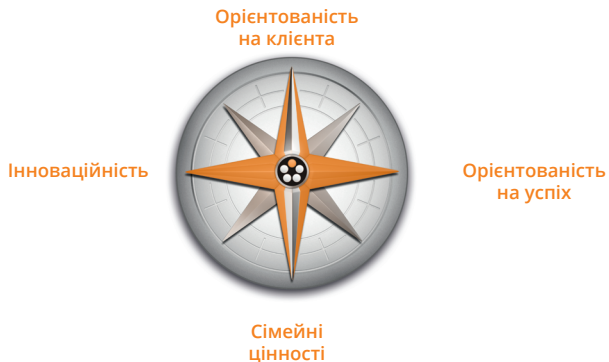 Орієнтованість
на клієнта
Інноваційність
Орієнтованість
на успіх
Сімейні
цінності